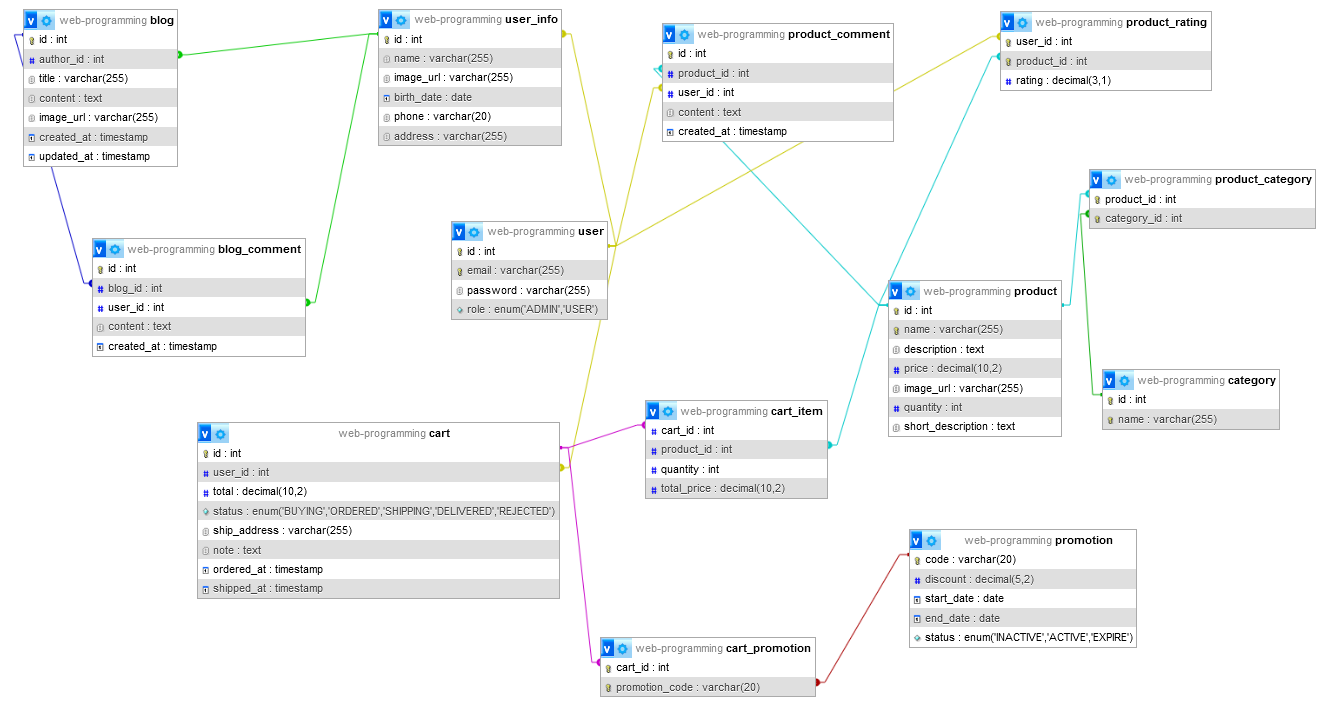 web-programming blog
id : int
author_id : int
title : varchar(255)
content : text
image_url : varchar(255)
created_at : timestamp
updated_at : timestamp
web-programming user_info
id : int
name : varchar(255)
image_url : varchar(255)
birth_date : date
phone : varchar(20)
address : varchar(255)
web-programming product_comment
id : int
product_id : int
user_id : int
content : text
created_at : timestamp
web-programming product_rating
user_id : int
product_id : int
rating : decimal(3,1)
web-programming product_category
product_id : int
category_id : int
web-programming blog_comment
id : int
blog_id : int
user_id : int
content : text
created_at : timestamp
web-programming user
id : int
email : varchar(255)
password : varchar(255)
role : enum('ADMIN','USER')
web-programming product
id : int
name : varchar(255)
description : text
price : decimal(10,2)
image_url : varchar(255)
quantity : int
short_description : text
web-programming category
id : int
name : varchar(255)
web-programming cart
id : int
user_id : int
total : decimal(10,2)
status : enum('BUYING','ORDERED','SHIPPING','DELIVERED','REJECTED')
ship_address : varchar(255)
note : text
ordered_at : timestamp
shipped_at : timestamp
web-programming cart_item
cart_id : int
product_id : int
quantity : int
total_price : decimal(10,2)
web-programming promotion
code : varchar(20)
discount : decimal(5,2)
start_date : date
end_date : date
status : enum('INACTIVE','ACTIVE','EXPIRE')
web-programming cart_promotion
cart_id : int
promotion_code : varchar(20)